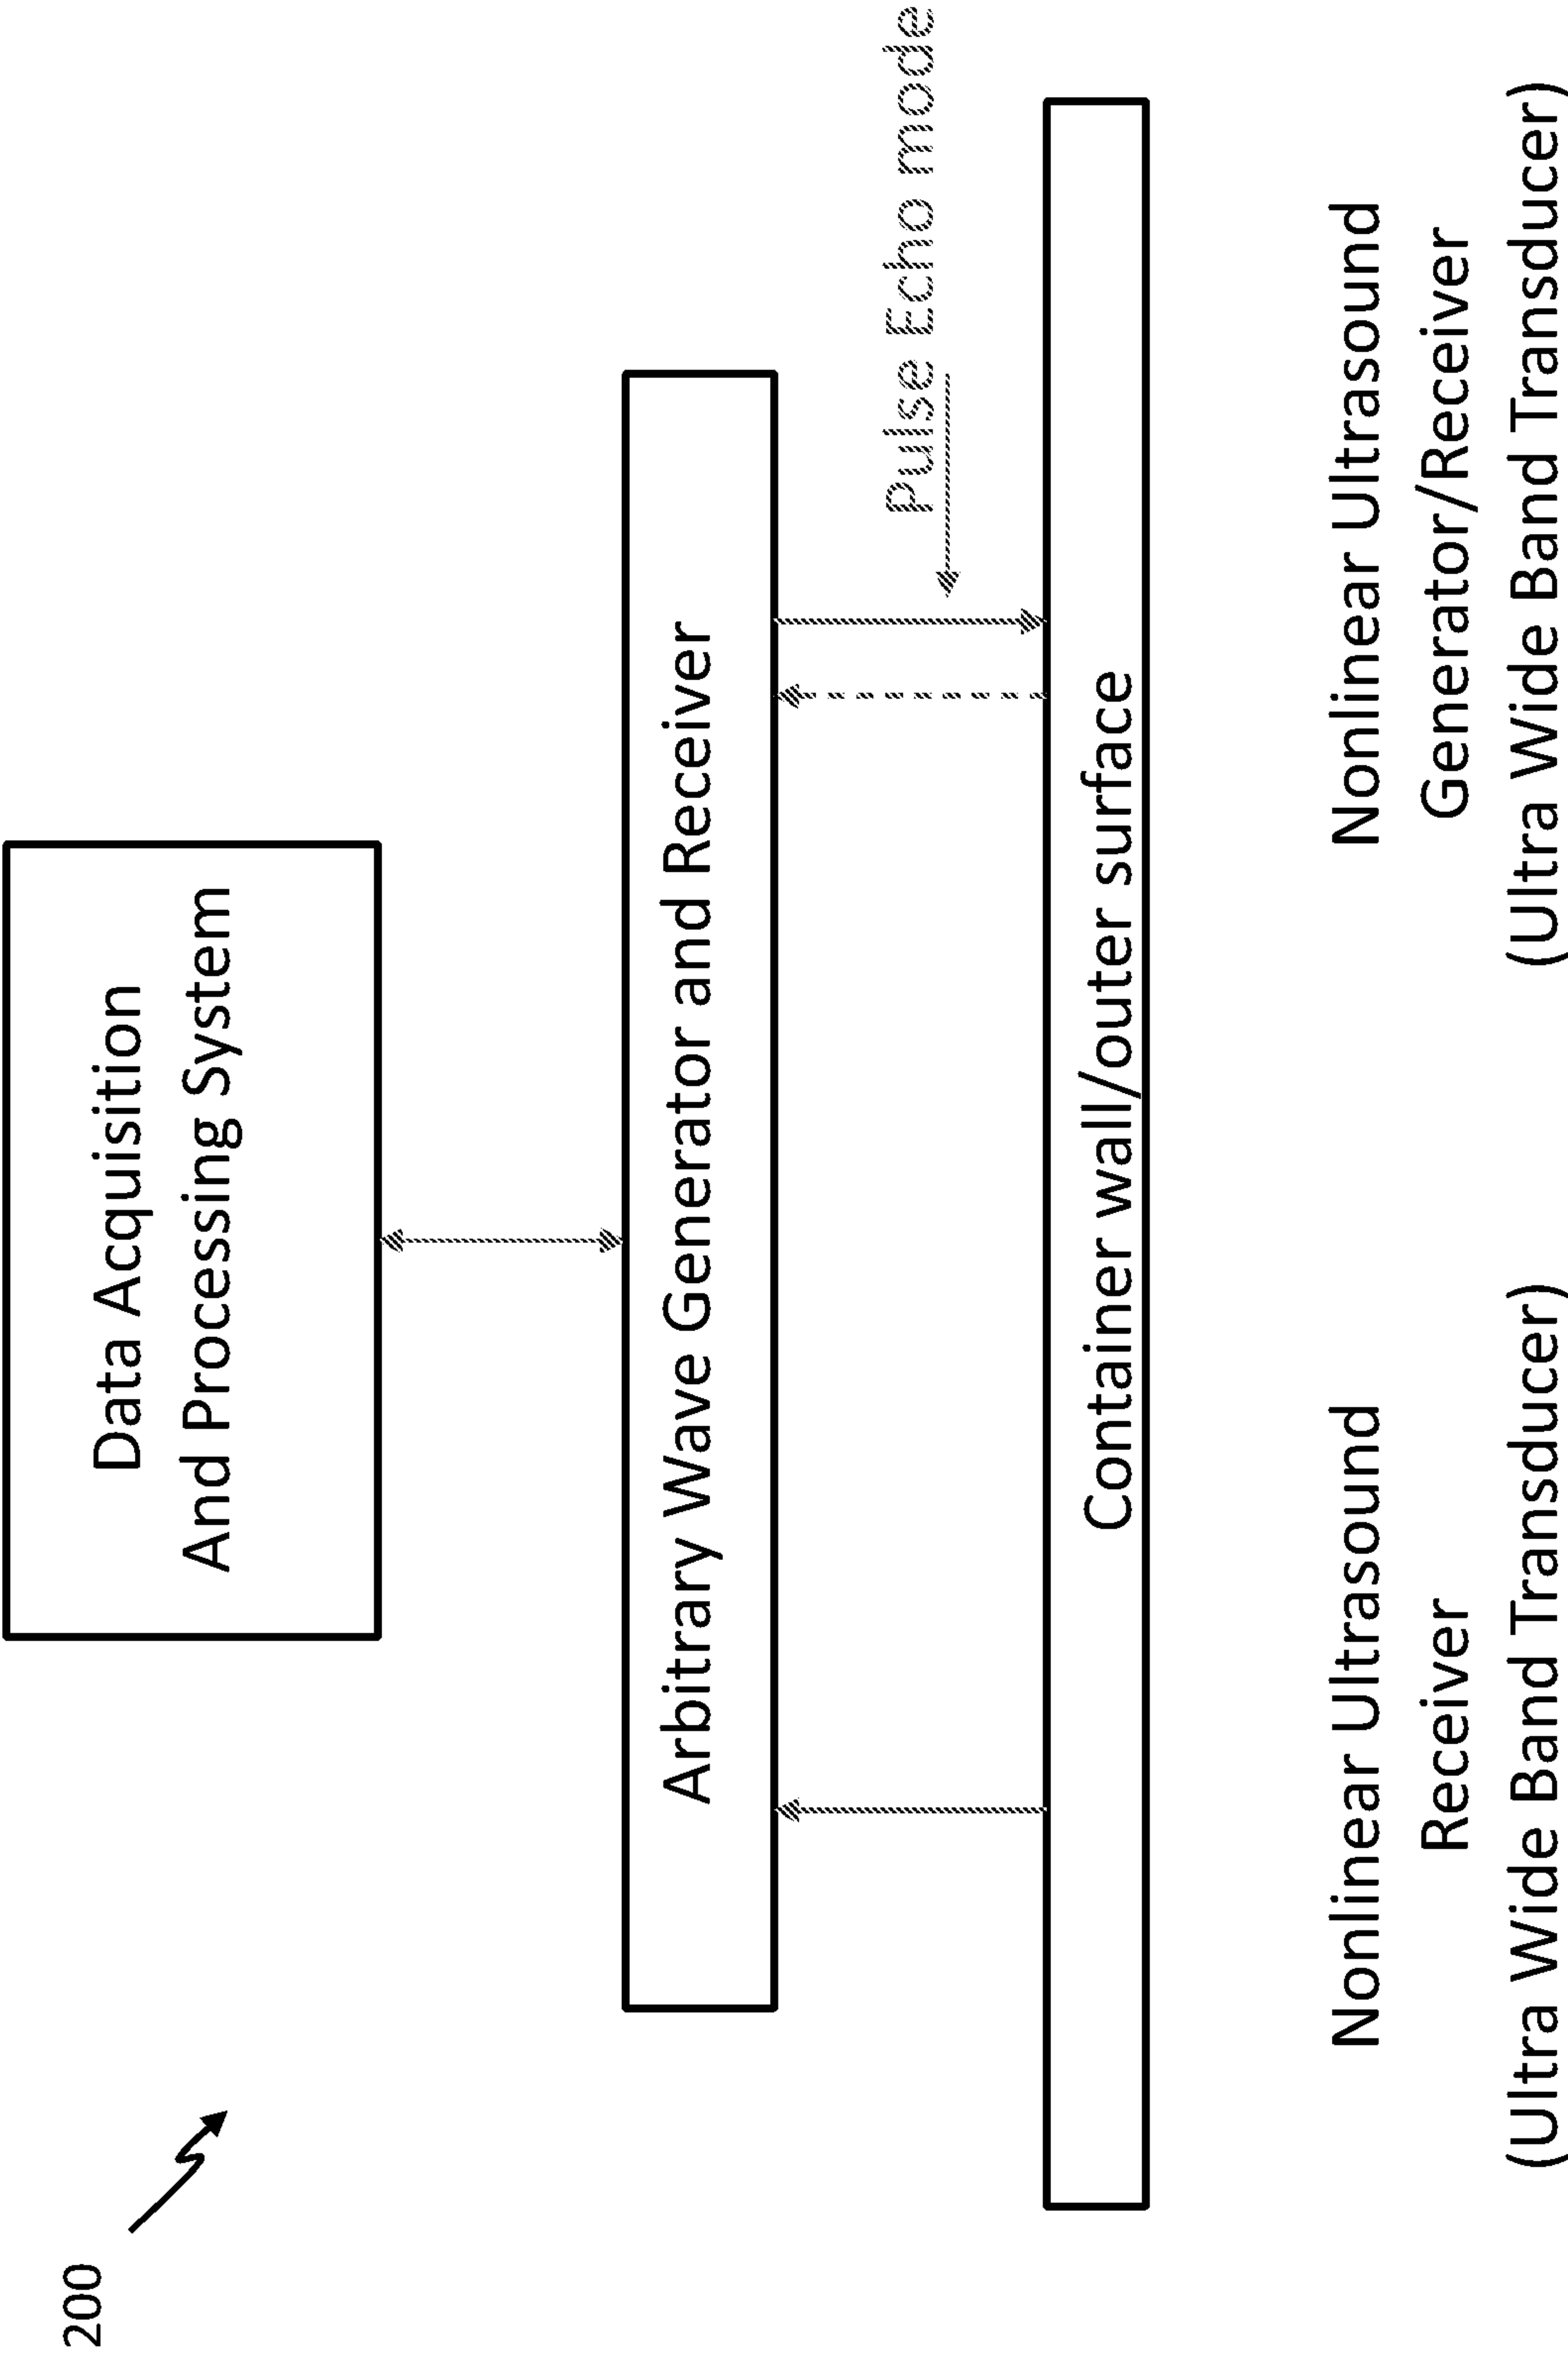 200
Data Acquisition
And Processing System
Arbitrary Wave Generator and Receiver
Pulse Echo mode
Container wall/outer surface
Nonlinear Ultrasound
Receiver
(Ultra Wide Band Transducer)
Nonlinear Ultrasound
Generator/Receiver
(Ultra Wide Band Transducer)